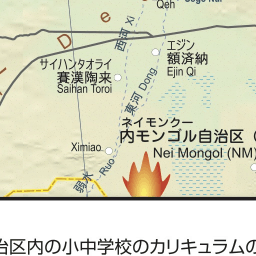 Qeh
De
西河 Xi
エジン
額済納
Ejin Qi
サイハンタオライ
賽漢陶来
Saihan Toroi
東河 Dong
ネイモンクー
内モンゴル自治区（
Nei Mongol (NM)
Ximiao
弱水 Ruo
治区内の小中学校のカリキュラムの